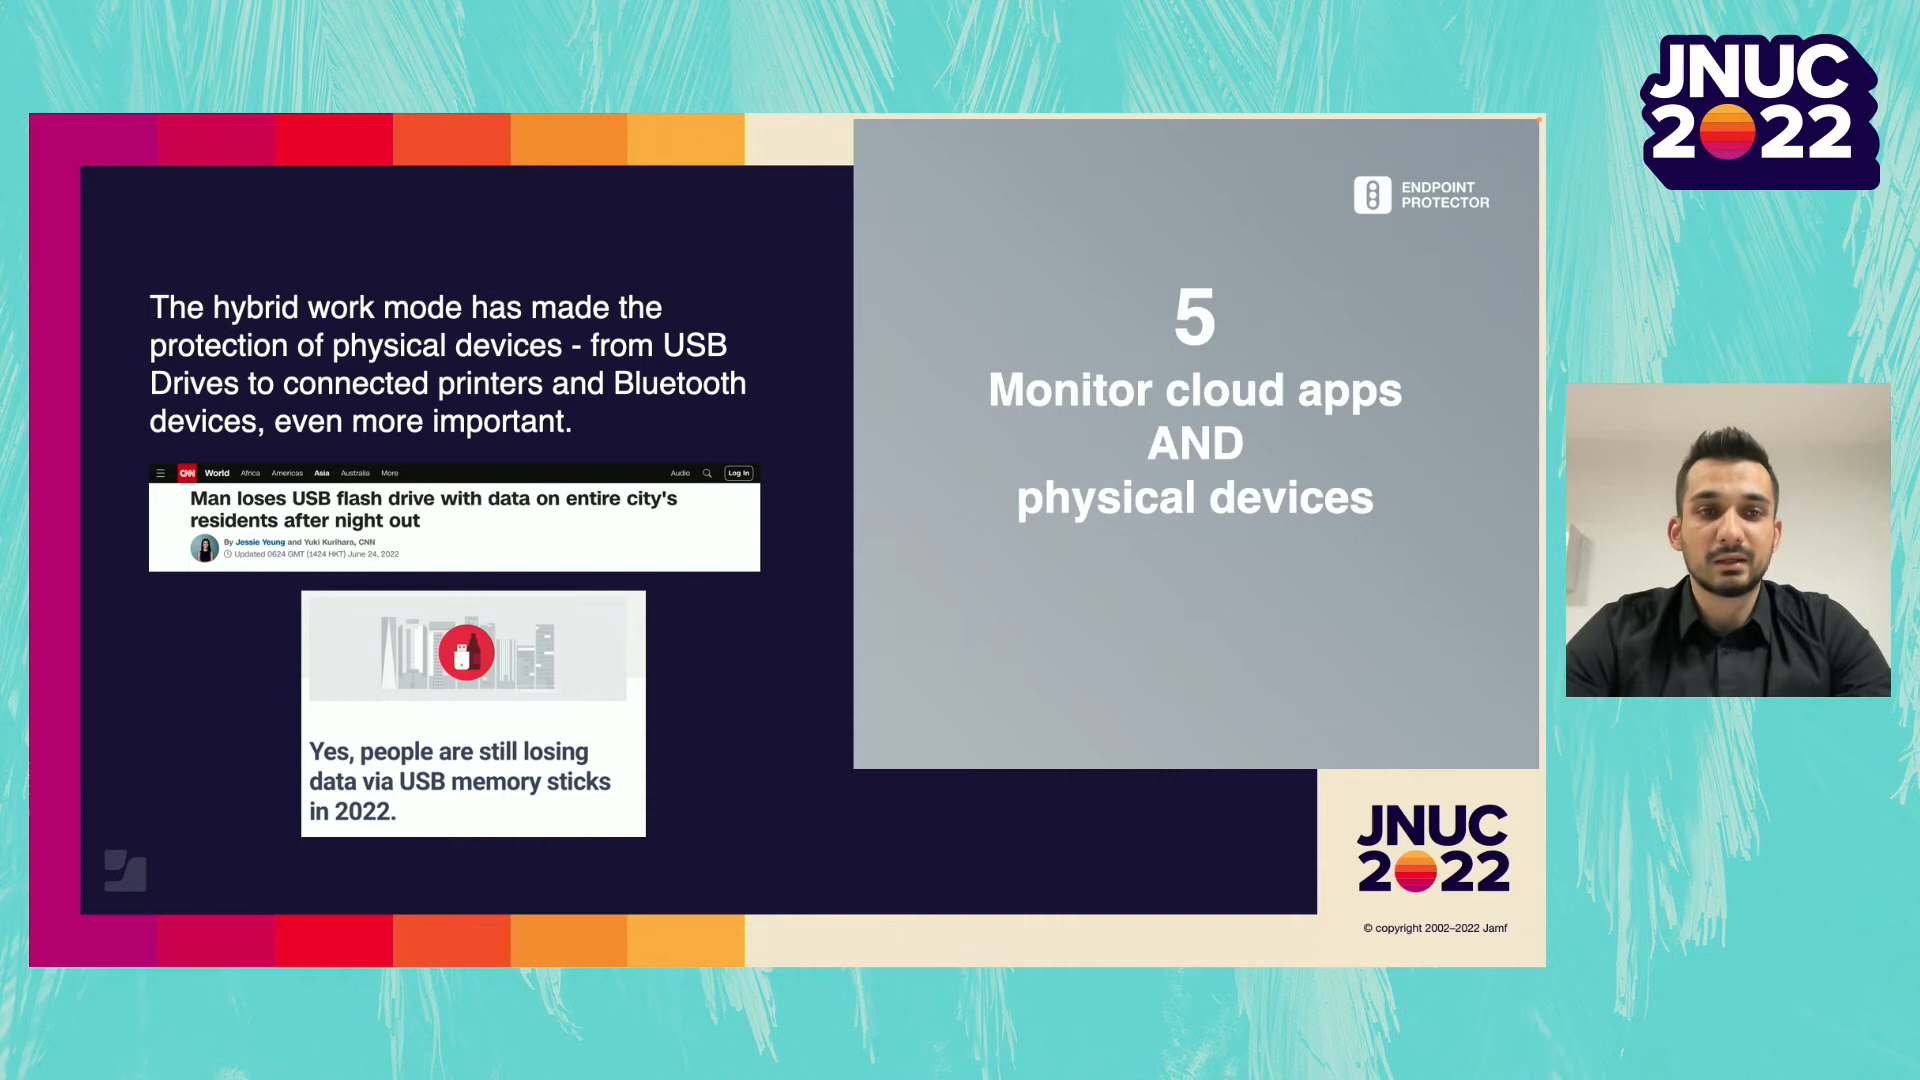 The hybrid work mode has made the
protection of physical devices - from USB
Drives to connected printers and Bluetooth
devices, even more important.
CNN World Africa Americas Asia Australia More Audio Log In
Man loses USB flash drive with data on entire city's
residents after night out
By Jessie Yeung and Yuki Kurihara, CNN
Updated 0624 GMT (1424 HKT) June 24, 2022
Yes, people are still losing
data via USB memory sticks
in 2022.
ENDPOINT
PROTECTOR
5
Monitor cloud apps
AND
physical devices
JNUC
2022
© copyright 2002–2022 Jamf
JNUC
2022